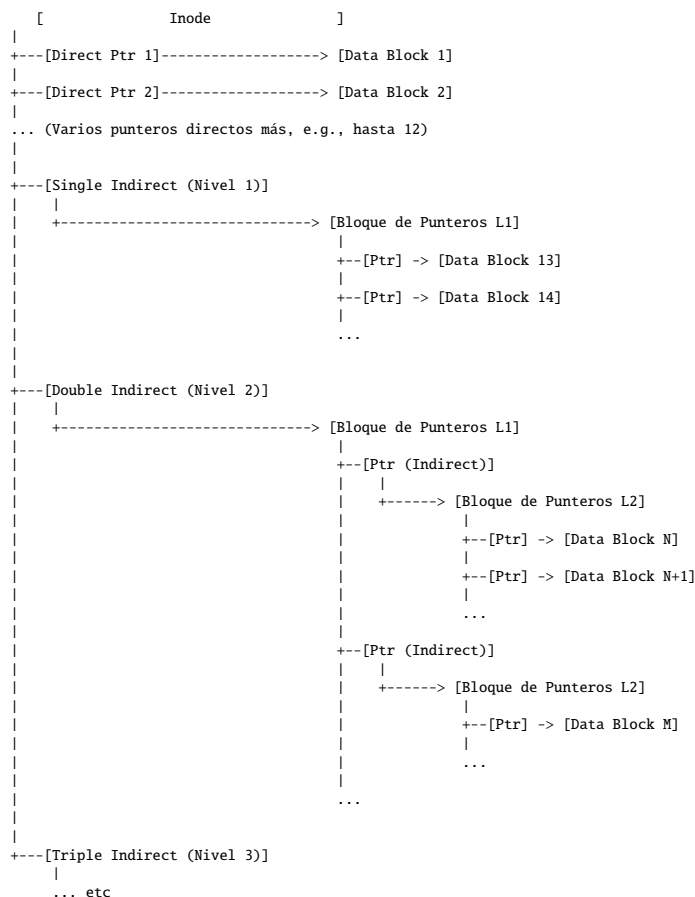 [               Inode               ]
|
+---[Direct Ptr 1]-------------------> [Data Block 1]
|
+---[Direct Ptr 2]-------------------> [Data Block 2]
|
... (Varios punteros directos más, e.g., hasta 12)
|
|
+---[Single Indirect (Nivel 1)]
|    |
|    +------------------------------> [Bloque de Punteros L1]
|                                      |
|                                      +--[Ptr] -> [Data Block 13]
|                                      |
|                                      +--[Ptr] -> [Data Block 14]
|                                      |
|                                      ...
|
|
+---[Double Indirect (Nivel 2)]
|    |
|    +------------------------------> [Bloque de Punteros L1]
|                                      |
|                                      +--[Ptr (Indirect)]
|                                      |    |
|                                      |    +------> [Bloque de Punteros L2]
|                                      |              |
|                                      |              +--[Ptr] -> [Data Block N]
|                                      |              |
|                                      |              +--[Ptr] -> [Data Block N+1]
|                                      |              |
|                                      |              ...
|                                      |
|                                      +--[Ptr (Indirect)]
|                                      |    |
|                                      |    +------> [Bloque de Punteros L2]
|                                      |              |
|                                      |              +--[Ptr] -> [Data Block M]
|                                      |              |
|                                      |              ...
|                                      |
|                                      ...
|
|
+---[Triple Indirect (Nivel 3)]
     |
     ... etc